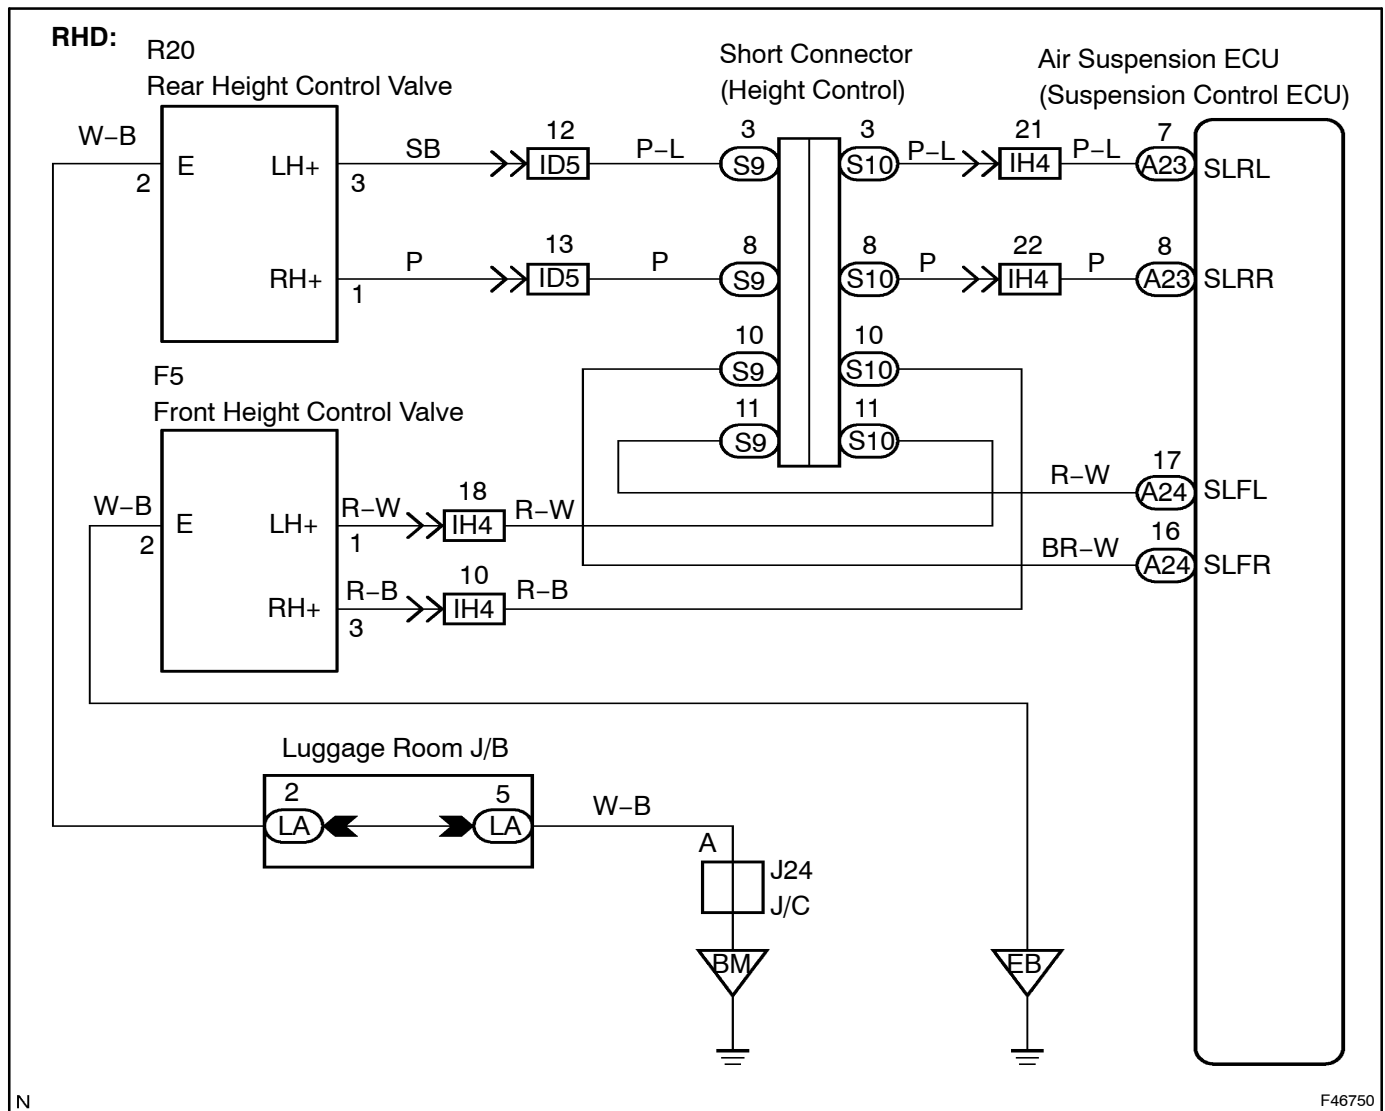 RHD:
R20
Rear Height Control Valve
Short Connector
(Height Control)
Air Suspension ECU
(Suspension Control ECU)
W–B
2
E
LH+
3
SB
12
ID5
P–L
3
S9
3
S10
P–L
21
IH4
P–L
7
A23
SLRL
RH+
1
P
13
ID5
P
8
S9
8
S10
P
22
IH4
P
8
A23
SLRR
10
S9
10
S10
11
S9
11
S10
F5
Front Height Control Valve
W–B
2
E
LH+
R–W
1
18
IH4
R–W
R–W
17
A24
SLFL
RH+
R–B
3
10
IH4
R–B
BR–W
16
A24
SLFR
Luggage Room J/B
2
LA
5
LA
W–B
A
J24
J/C
BM
EB
N
F46750